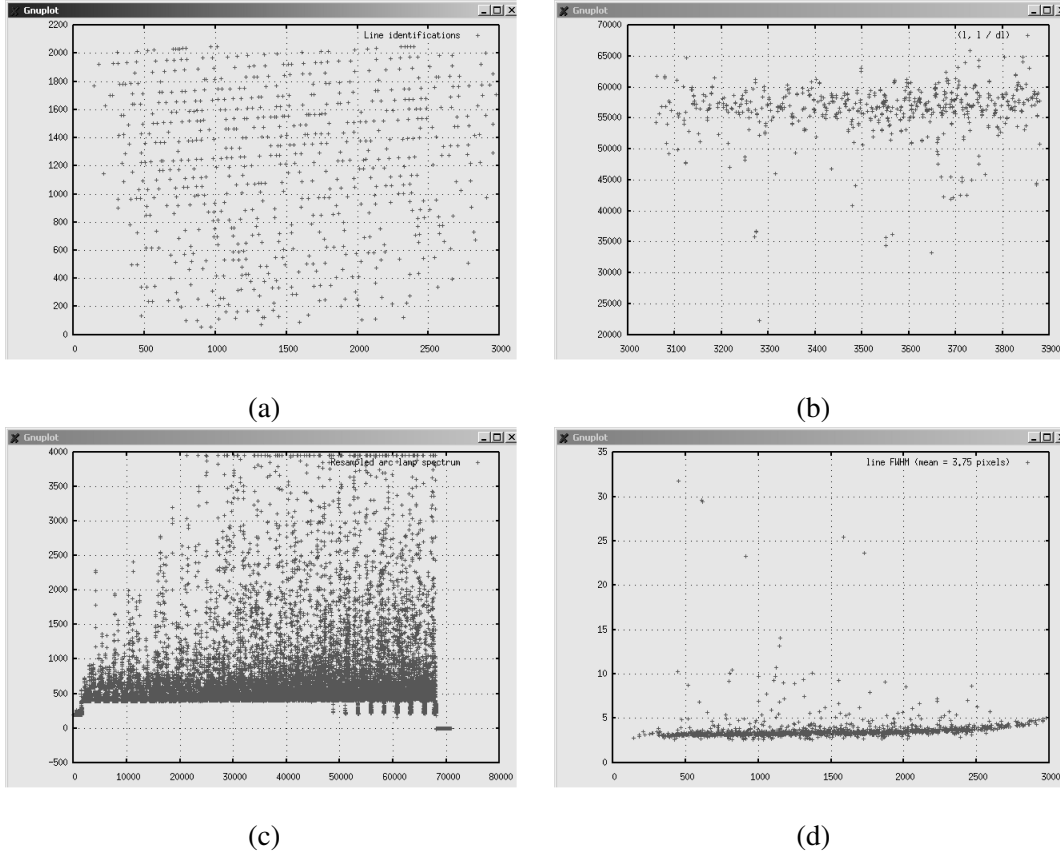 Gnuplot
Line identifications
2200
2000
1800
1600
1400
1200
1000
800
600
400
200
0
0 500 1000 1500 2000 2500 3000
(a)
Gnuplot
(l, l / dl)
70000
65000
60000
55000
50000
45000
40000
35000
30000
25000
20000
3000 3100 3200 3300 3400 3500 3600 3700 3800 3900
(b)
Gnuplot
Resampled arc lamp spectrum
4000
3500
3000
2500
2000
1500
1000
500
0
-500
0 10000 20000 30000 40000 50000 60000 70000 80000
(c)
Gnuplot
line FWHM (mean = 3.75 pixels)
35
30
25
20
15
10
5
0
0 500 1000 1500 2000 2500 3000
(d)